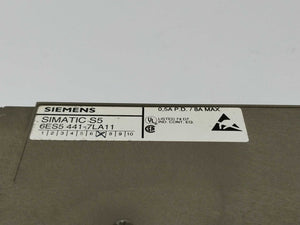 SIEMENS
SIMATIC-S5
6ES5 441-7LA11
1 2 3 4 5 6 8 9 10
0,5A P.D. / 8A MAX
UL LISTED
IND. CONT. EQ.